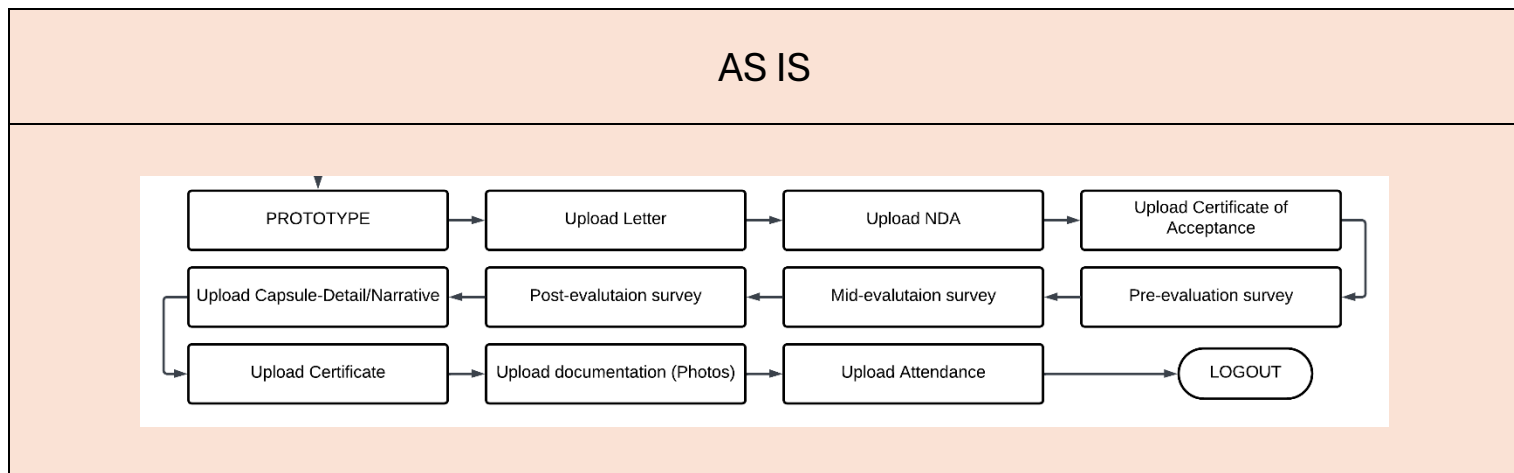 AS IS
PROTOTYPE
Upload Letter
Upload NDA
Upload Certificate of
Acceptance
Upload Capsule-Detail/Narrative
Post-evalutaion survey
Mid-evalutaion survey
Pre-evaluation survey
Upload Certificate
Upload documentation (Photos)
Upload Attendance
LOGOUT